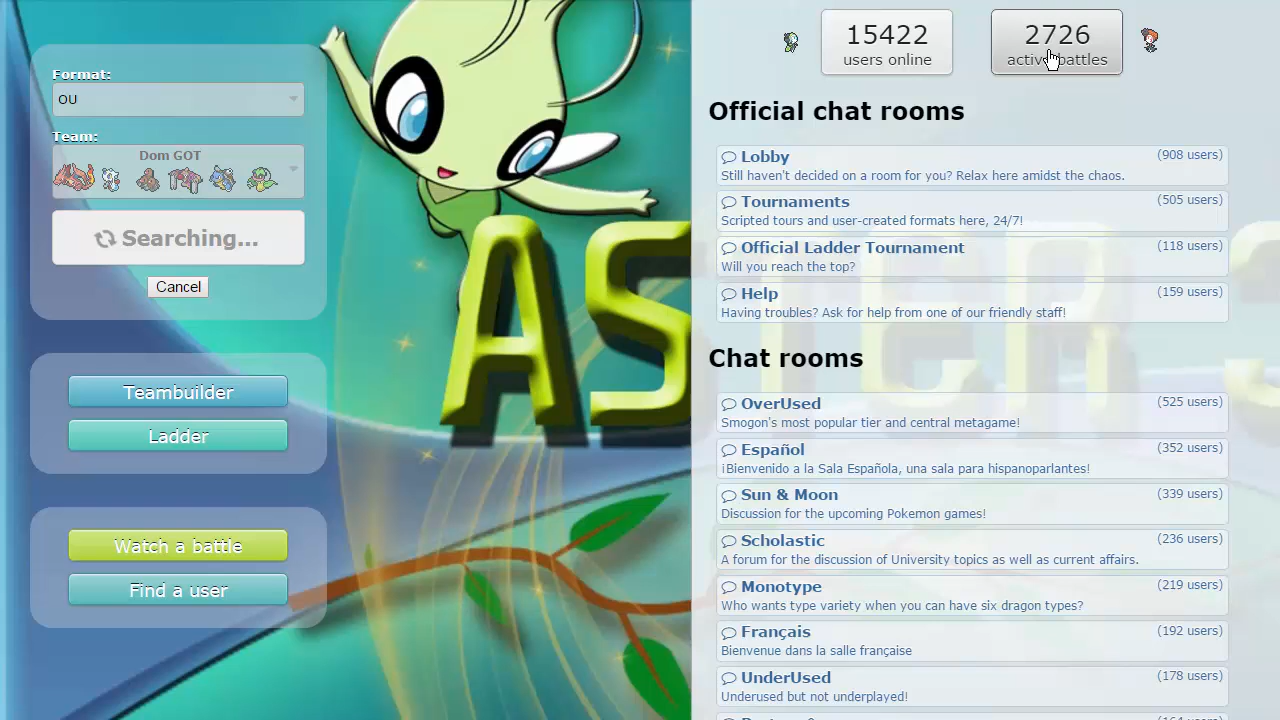 Format:
OU
Team:
Dom GOT
Searching...
Cancel
Teambuilder
Ladder
Watch a battle
Find a user
AS
15422
users online
2726
active battles
Official chat rooms
Lobby (908 users)
Still haven't decided on a room for you? Relax here amidst the chaos.
Tournaments (505 users)
Scripted tours and user-created formats here, 24/7!
Official Ladder Tournament (118 users)
Will you reach the top?
Help (159 users)
Having troubles? Ask for help from one of our friendly staff!
Chat rooms
OverUsed (525 users)
Smogon's most popular tier and central metagame!
Español (352 users)
¡Bienvenido a la Sala Española, una sala para hispanoparlantes!
Sun & Moon (339 users)
Discussion for the upcoming Pokemon games!
Scholastic (236 users)
A forum for the discussion of University topics as well as current affairs.
Monotype (219 users)
Who wants type variety when you can have six dragon types?
Français (192 users)
Bienvenue dans la salle française
UnderUsed (178 users)
Underused but not underplayed!